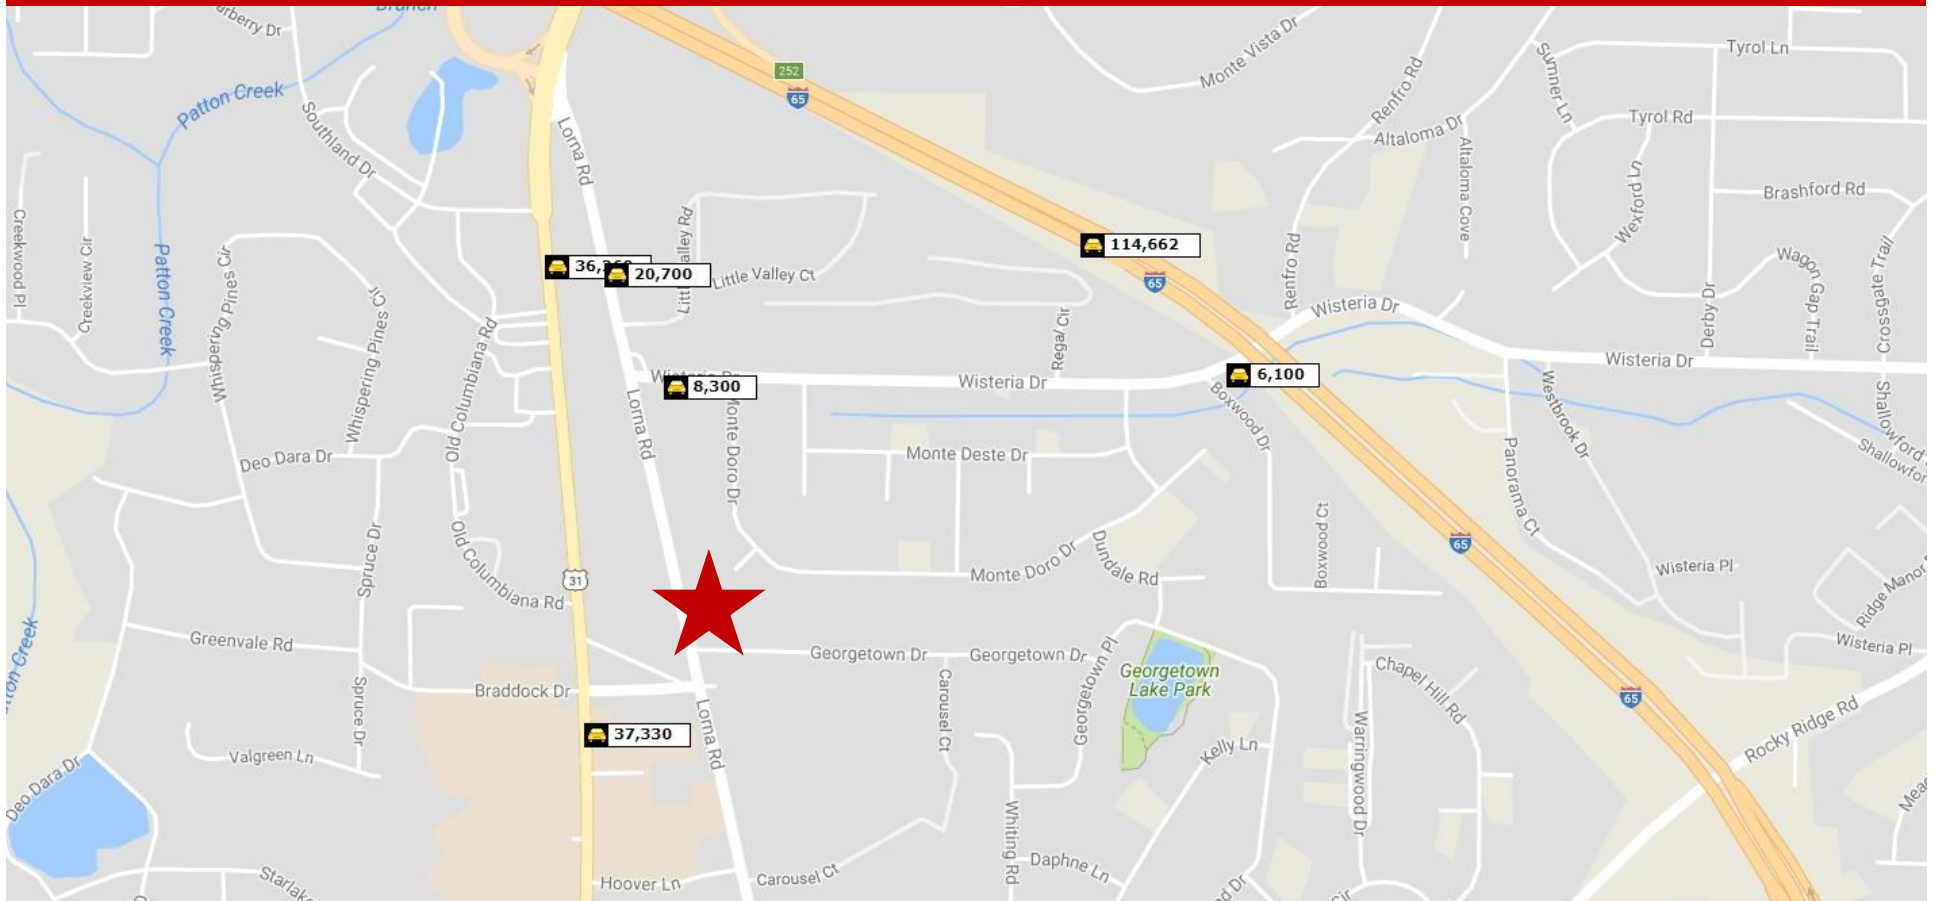 Tyrol Ln
Monte Vista Dr
252
65
Patton Creek
Renfro Rd
Sumner Ln
Southland Dr
Lorna Rd
Altaloma Dr
Tyrol Rd
Altaloma Cove
Wexford Ln
Brashford Rd
Creekwood Pl
Creekview Cir
Patton Creek
Whispering Pines Cir
114,662
Renfro Rd
Wagon Gap Trail
Crossgate Trail
20,700
Little Valley Ct
65
Wisteria Dr
Derby Dr
Whispering Pines Cir
Old Columbiana Rd
Regal Cir
Wisteria Dr
8,300
Wisteria Dr
6,100
Lorna Rd
Monte Doro Dr
Boxwood Dr
Westbrook Dr
Deo Dara Dr
Monte Deste Dr
Panorama Ct
Spruce Dr
Old Columbiana Rd
31
Monte Doro Dr
Dundale Rd
Boxwood Ct
65
Wisteria Pl
Ridge Manor
Greenvale Rd
Georgetown Dr
Georgetown Dr
Georgetown Pl
Georgetown
Lake Park
Wisteria Pl
Chapel Hill Rd
Braddock Dr
Spruce Dr
Lorna Rd
Carousel Ct
65
37,330
Valgreen Ln
Kelly Ln
Warringwood Dr
Rocky Ridge Rd
Deo Dara Dr
Whiting Rd
Daphne Ln
Hoover Ln
Carousel Ct